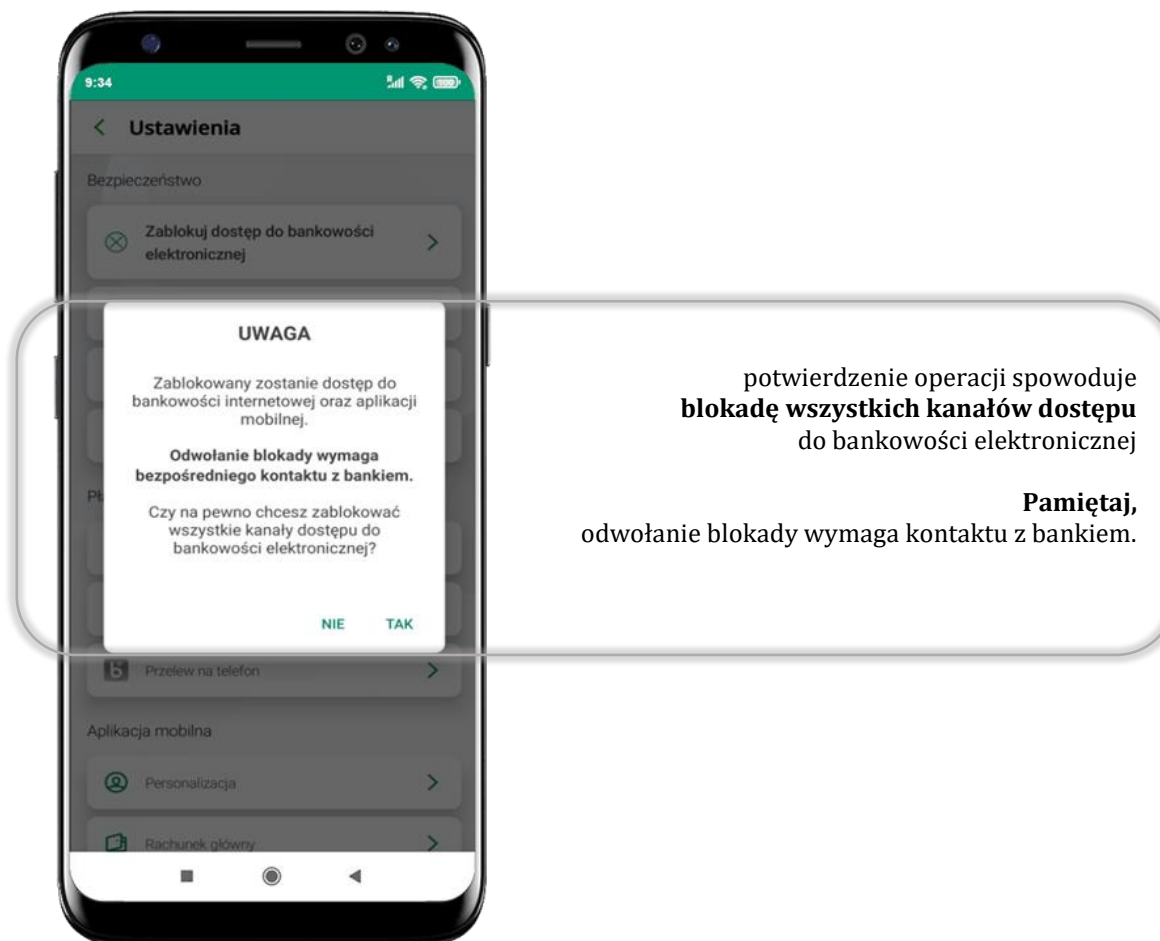 9:34
Ustawienia
Bezpieczeństwo
Zablokuj dostęp do bankowości
elektronicznej
UWAGA
Zablokowany zostanie dostęp do
bankowości internetowej oraz aplikacji
mobilnej.
Odwołanie blokady wymaga
bezpośredniego kontaktu z bankiem.
Czy na pewno chcesz zablokować
wszystkie kanały dostępu do
bankowości elektronicznej?
NIE TAK
Przelew na telefon
Aplikacja mobilna
Personalizacja
Rachunek główny
potwierdzenie operacji spowoduje
blokadę wszystkich kanałów dostępu
do bankowości elektronicznej
Pamiętaj,
odwołanie blokady wymaga kontaktu z bankiem.